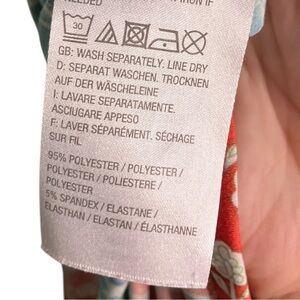 NEEDED
30
GB: WASH SEPARATELY. LINE DRY
D: SEPARAT WASCHEN. TROCKNEN
AUF DER WÄSCHELEINE
I: LAVARE SEPARATAMENTE.
ASCIUGARE APPESO
F: LAVER SÉPARÉMENT. SÉCHAGE
SUR FIL
95% POLYESTER / POLYESTER /
POLYESTER / POLIESTERE /
POLYESTER
5% SPANDEX / ELASTANE /
ELASTHAN / ELASTAN / ÉLASTHANNE